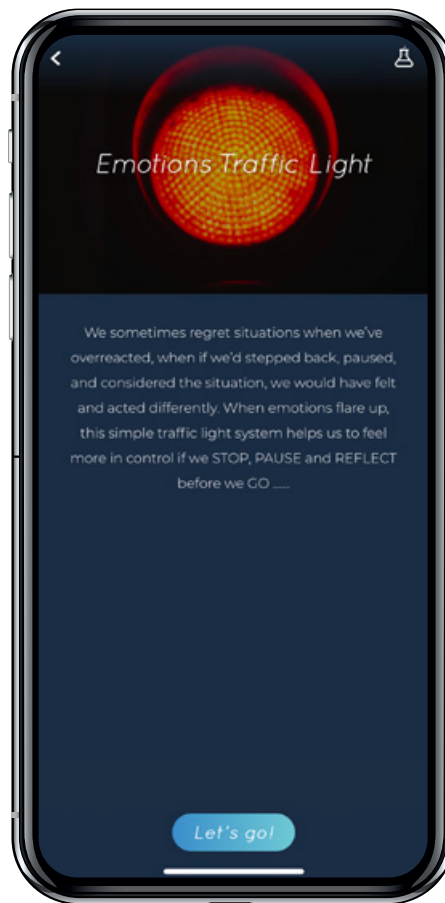 Emotions Traffic Light
We sometimes regret situations when we've
overreacted, when if we'd stepped back, paused,
and considered the situation, we would have felt
and acted differently. When emotions flare up,
this simple traffic light system helps us to feel
more in control if we STOP, PAUSE and REFLECT
before we GO ......
Let's go!